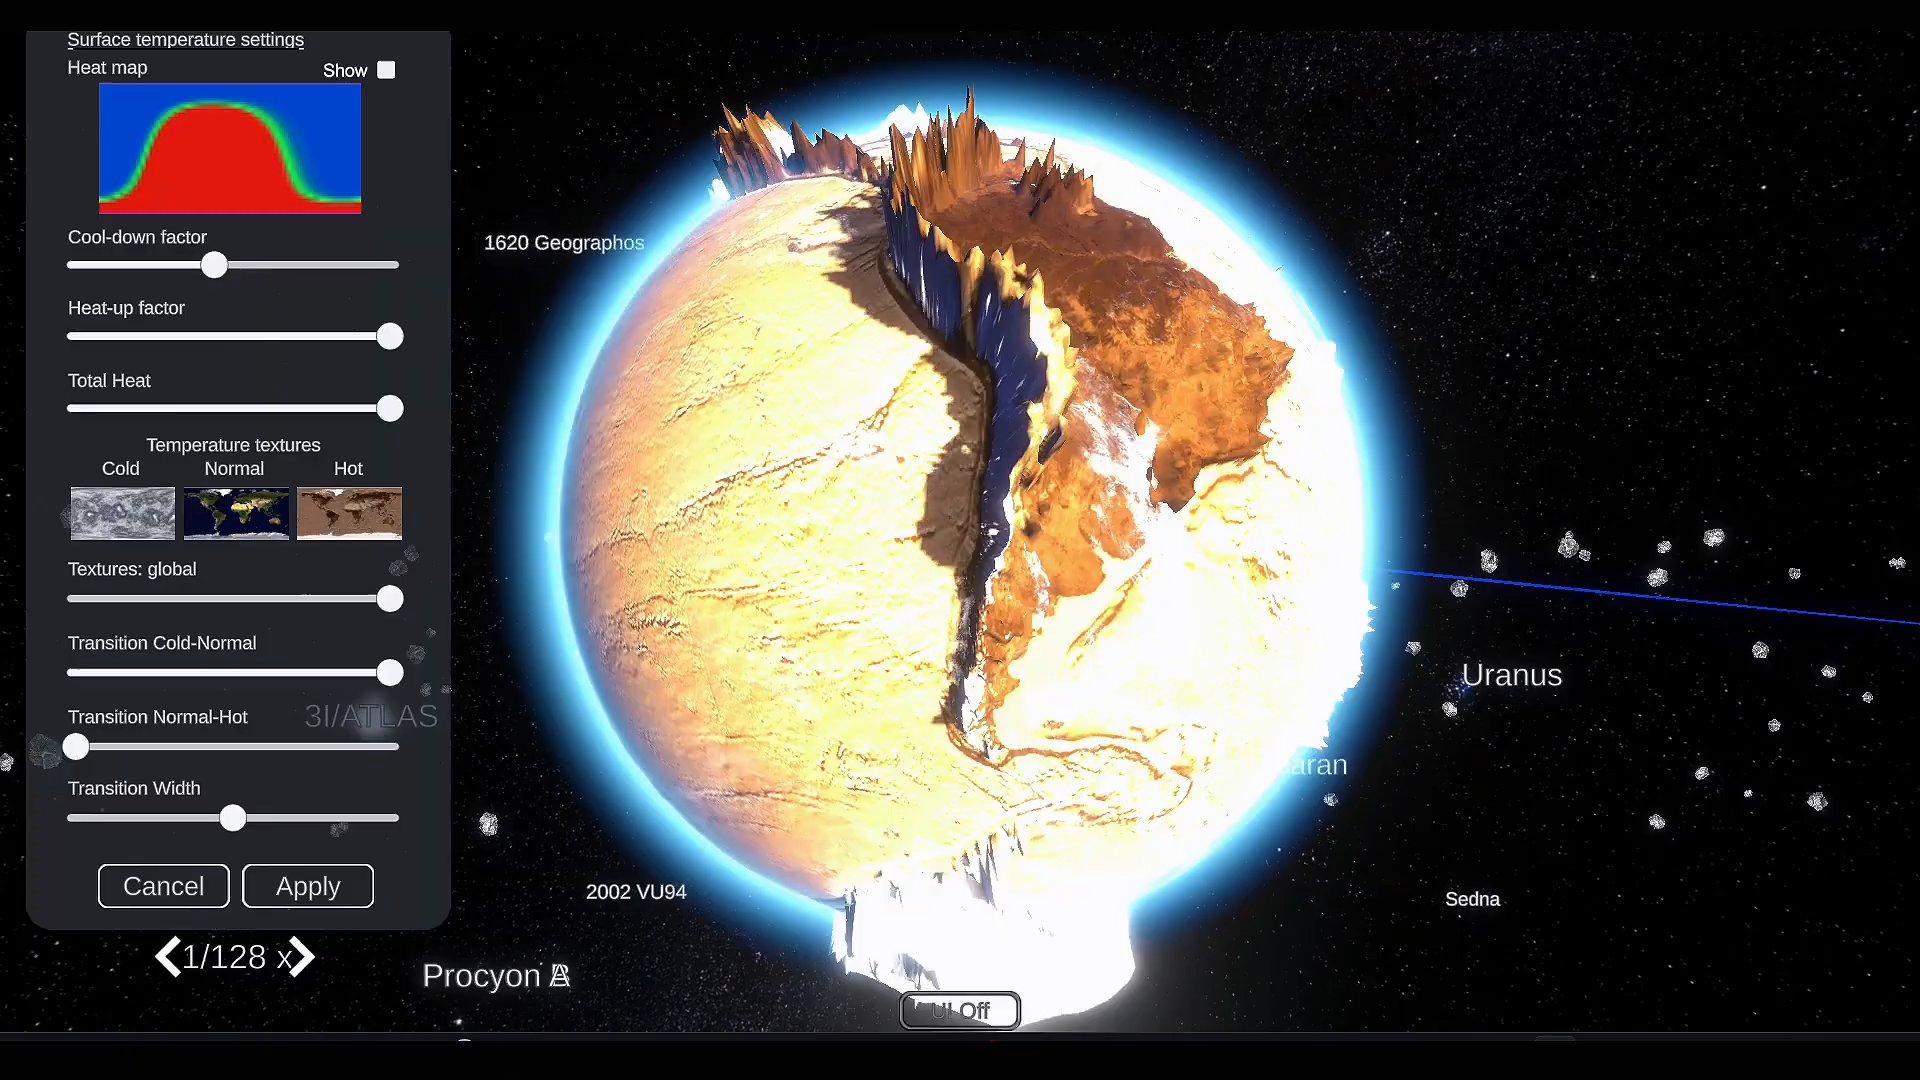 Surface temperature settings
Heat map
Show
Cool-down factor
Heat-up factor
Total Heat
Temperature textures
Cold Normal Hot
Textures: global
Transition Cold-Normal
Transition Normal-Hot
Transition Width
Cancel Apply
1/128 x
1620 Geographos
3I/ATLAS
Uranus
2002 VU94
Sedna
Procyon
UI Off